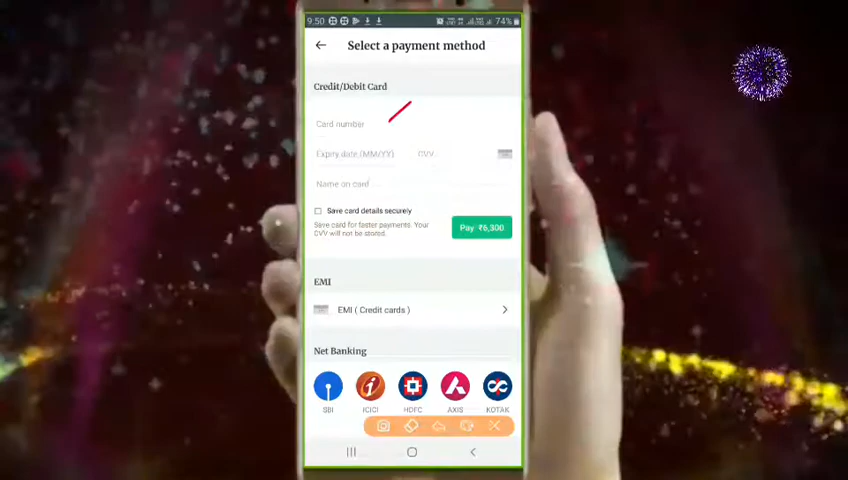 9:50 74%
Select a payment method
Credit/Debit Card
Card number
Expiry date (MM/YY) CVV
Name on card
Save card details securely
Save card for faster payments. Your
CVV will not be stored.
Pay ₹6,300
EMI
EMI ( Credit cards )
Net Banking
SBI ICICI HDFC AXIS KOTAK